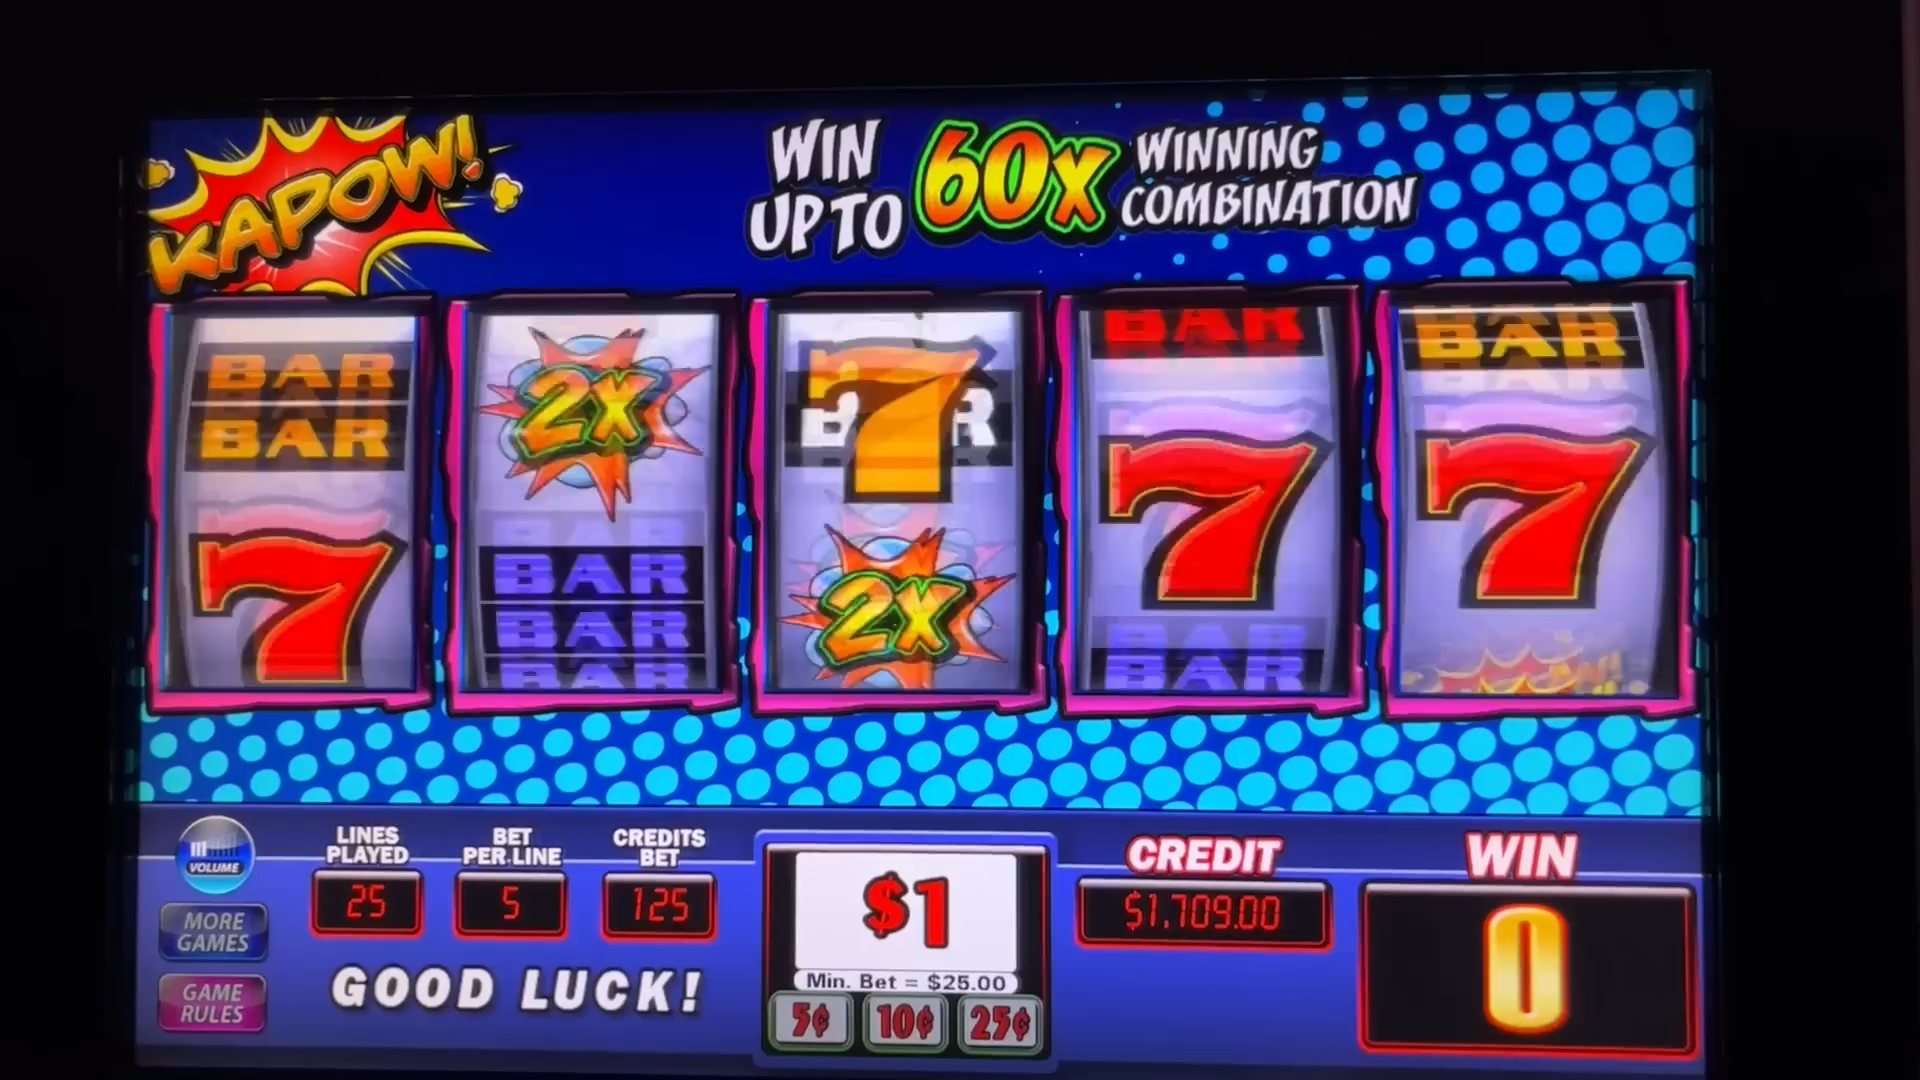 KAPOW!
WIN UP TO 60X WINNING COMBINATION
BAR
BAR
7
2X
BAR
BAR
BAR
7
BAR
2X
BAR
7
BAR
BAR
BAR
7
VOLUME
MORE GAMES
GAME RULES
LINES PLAYED
25
BET PER LINE
5
CREDITS BET
125
GOOD LUCK!
$1
Min. Bet = $25.00
5¢
10¢
25¢
CREDIT
$1,709.00
WIN
0